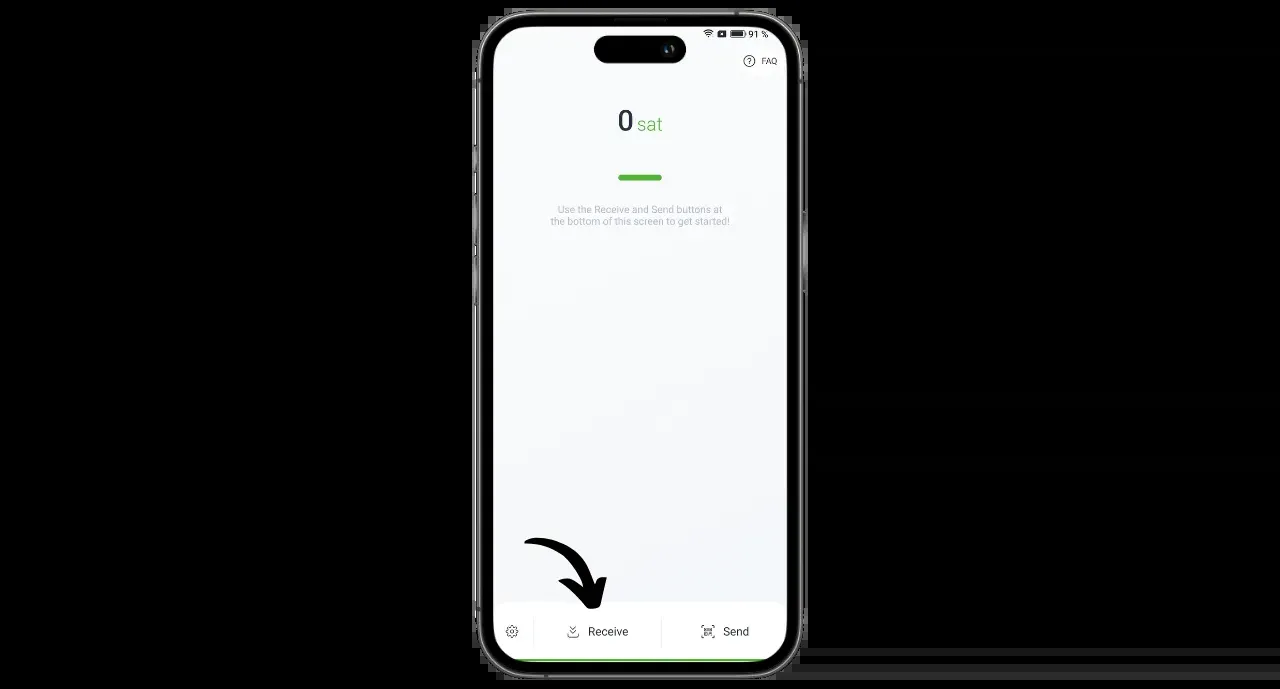 91 %
? FAQ
0 sat
Use the Receive and Send buttons at
the bottom of this screen to get started!
Receive
Send